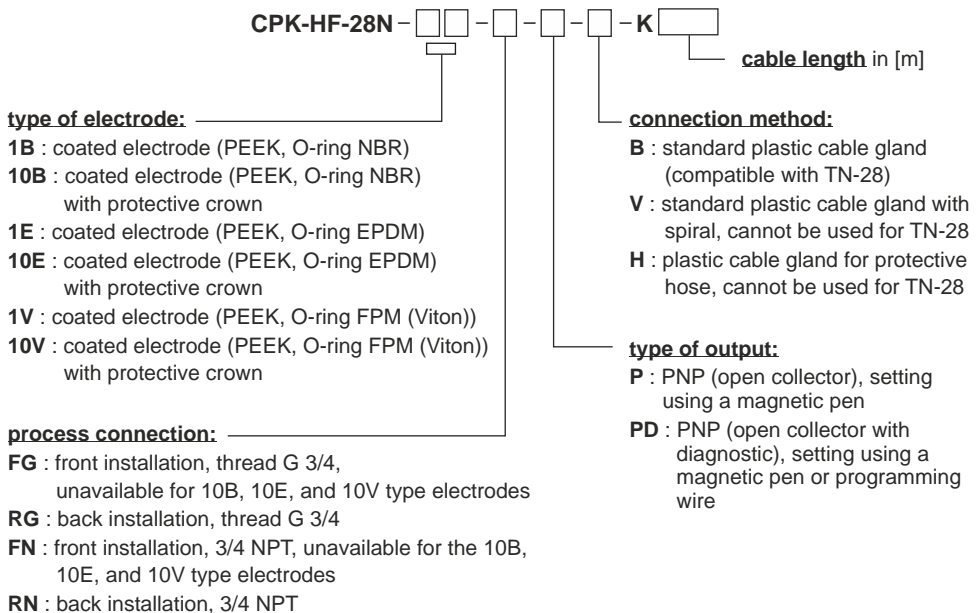 CPK-HF-28N – – – – – K
cable length in [m]
type of electrode:
1B : coated electrode (PEEK, O-ring NBR)
10B : coated electrode (PEEK, O-ring NBR)
with protective crown
1E : coated electrode (PEEK, O-ring EPDM)
10E : coated electrode (PEEK, O-ring EPDM)
with protective crown
1V : coated electrode (PEEK, O-ring FPM (Viton))
10V : coated electrode (PEEK, O-ring FPM (Viton))
with protective crown
process connection:
FG : front installation, thread G 3/4,
unavailable for 10B, 10E, and 10V type electrodes
RG : back installation, thread G 3/4
FN : front installation, 3/4 NPT, unavailable for the 10B,
10E, and 10V type electrodes
RN : back installation, 3/4 NPT
connection method:
B : standard plastic cable gland
(compatible with TN-28)
V : standard plastic cable gland with
spiral, cannot be used for TN-28
H : plastic cable gland for protective
hose, cannot be used for TN-28
type of output:
P : PNP (open collector), setting
using a magnetic pen
PD : PNP (open collector with
diagnostic), setting using a
magnetic pen or programming
wire